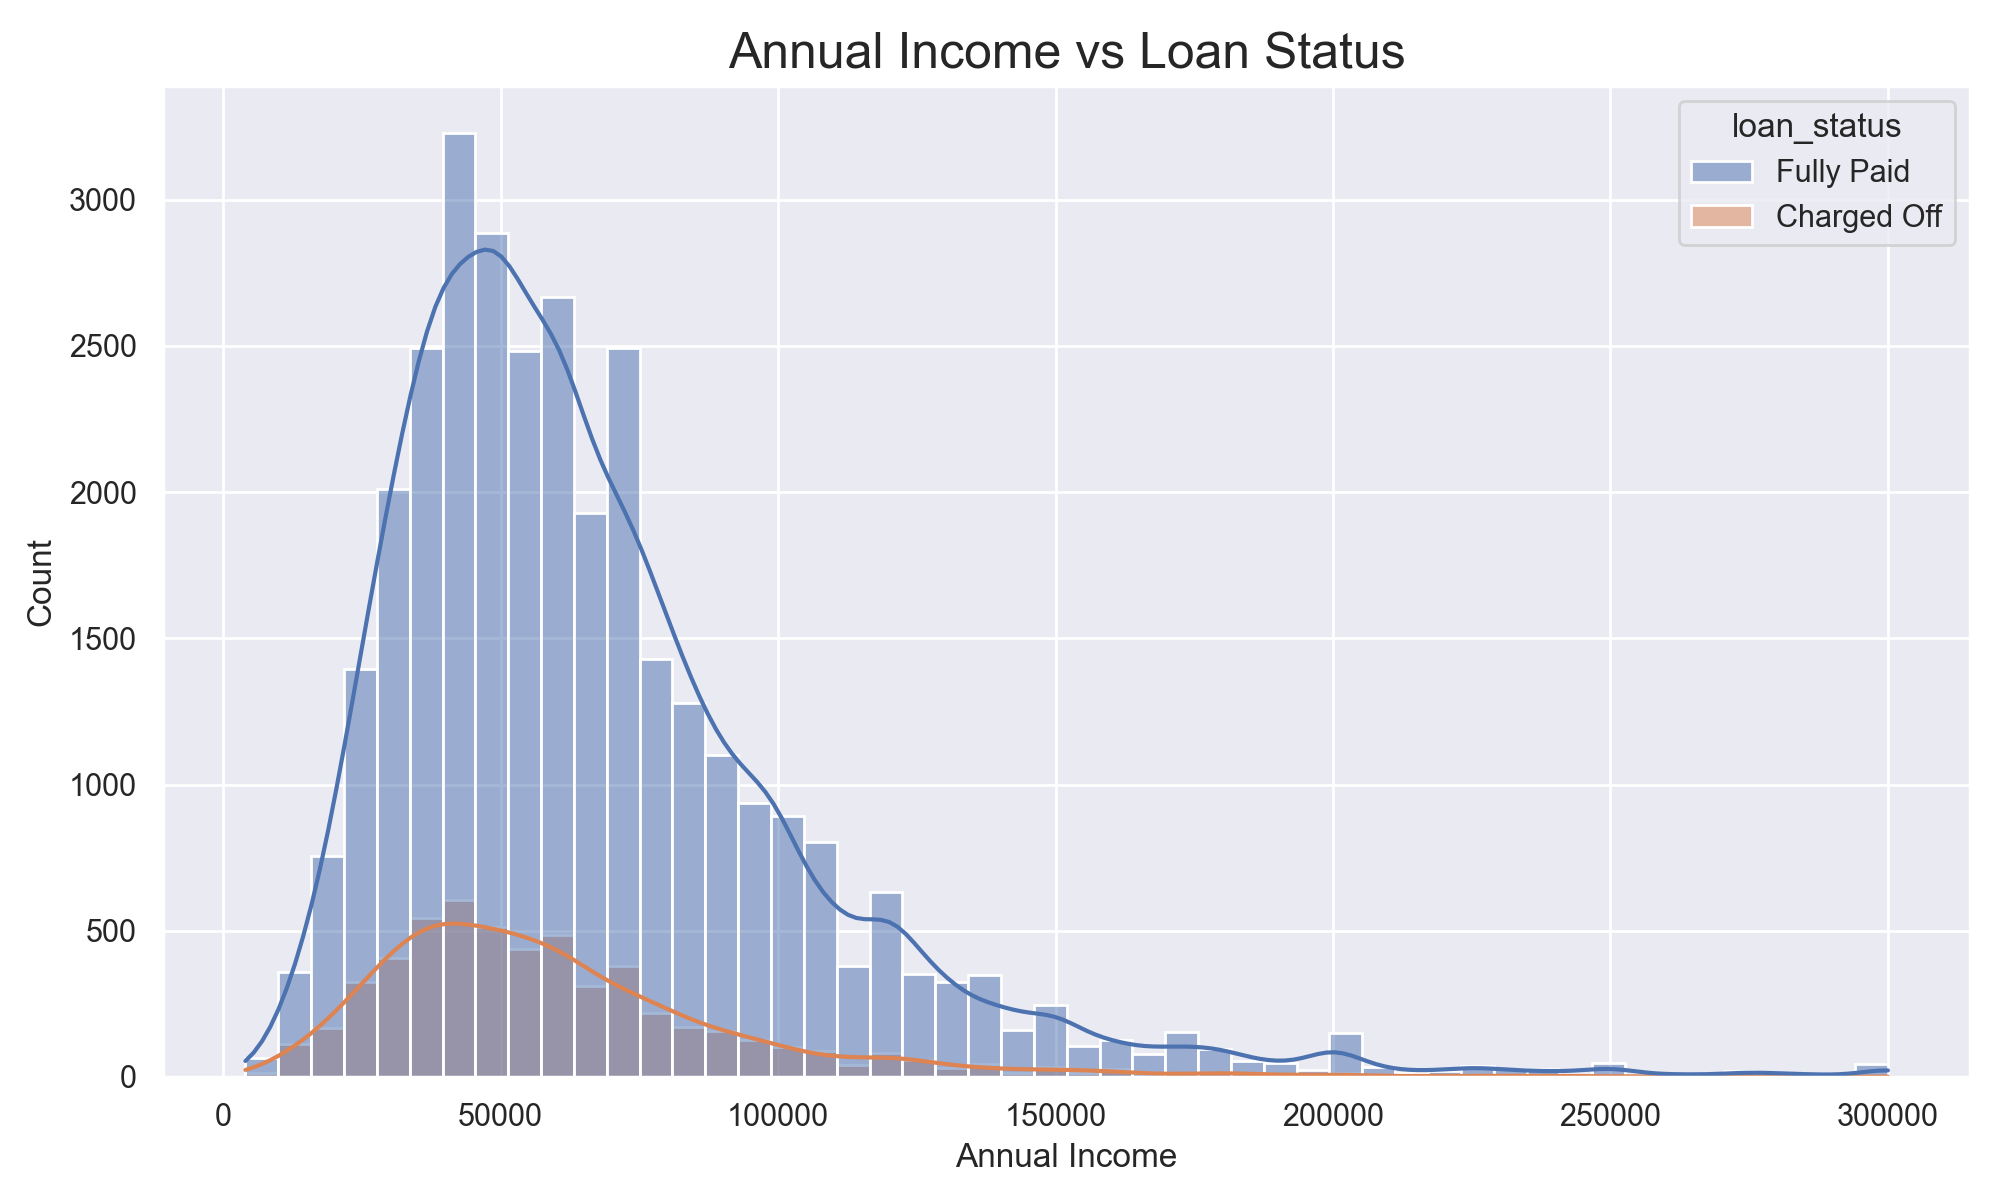 Annual Income vs Loan Status
loan_status
Fully Paid
Charged Off
3000
2500
2000
1500
1000
500
0
Count
0 50000 100000 150000 200000 250000 300000
Annual Income